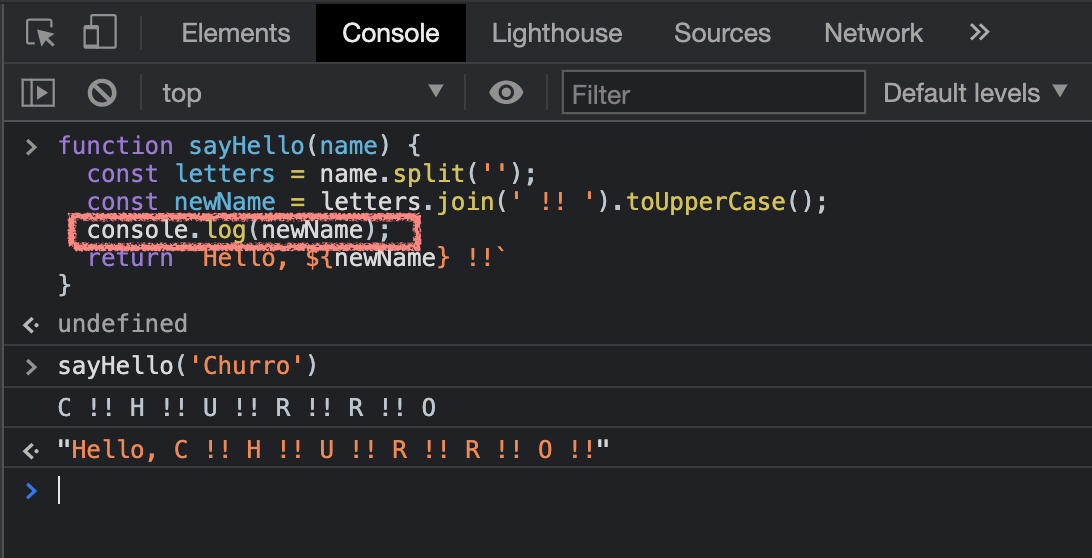 Elements Console Lighthouse Sources Network »
top Filter Default levels
> function sayHello(name) {
const letters = name.split('');
const newName = letters.join(' !! ').toUpperCase();
console.log(newName);
return `Hello, ${newName} !!`
}
undefined
> sayHello('Churro')
C !! H !! U !! R !! R !! O
"Hello, C !! H !! U !! R !! R !! O !!"
>